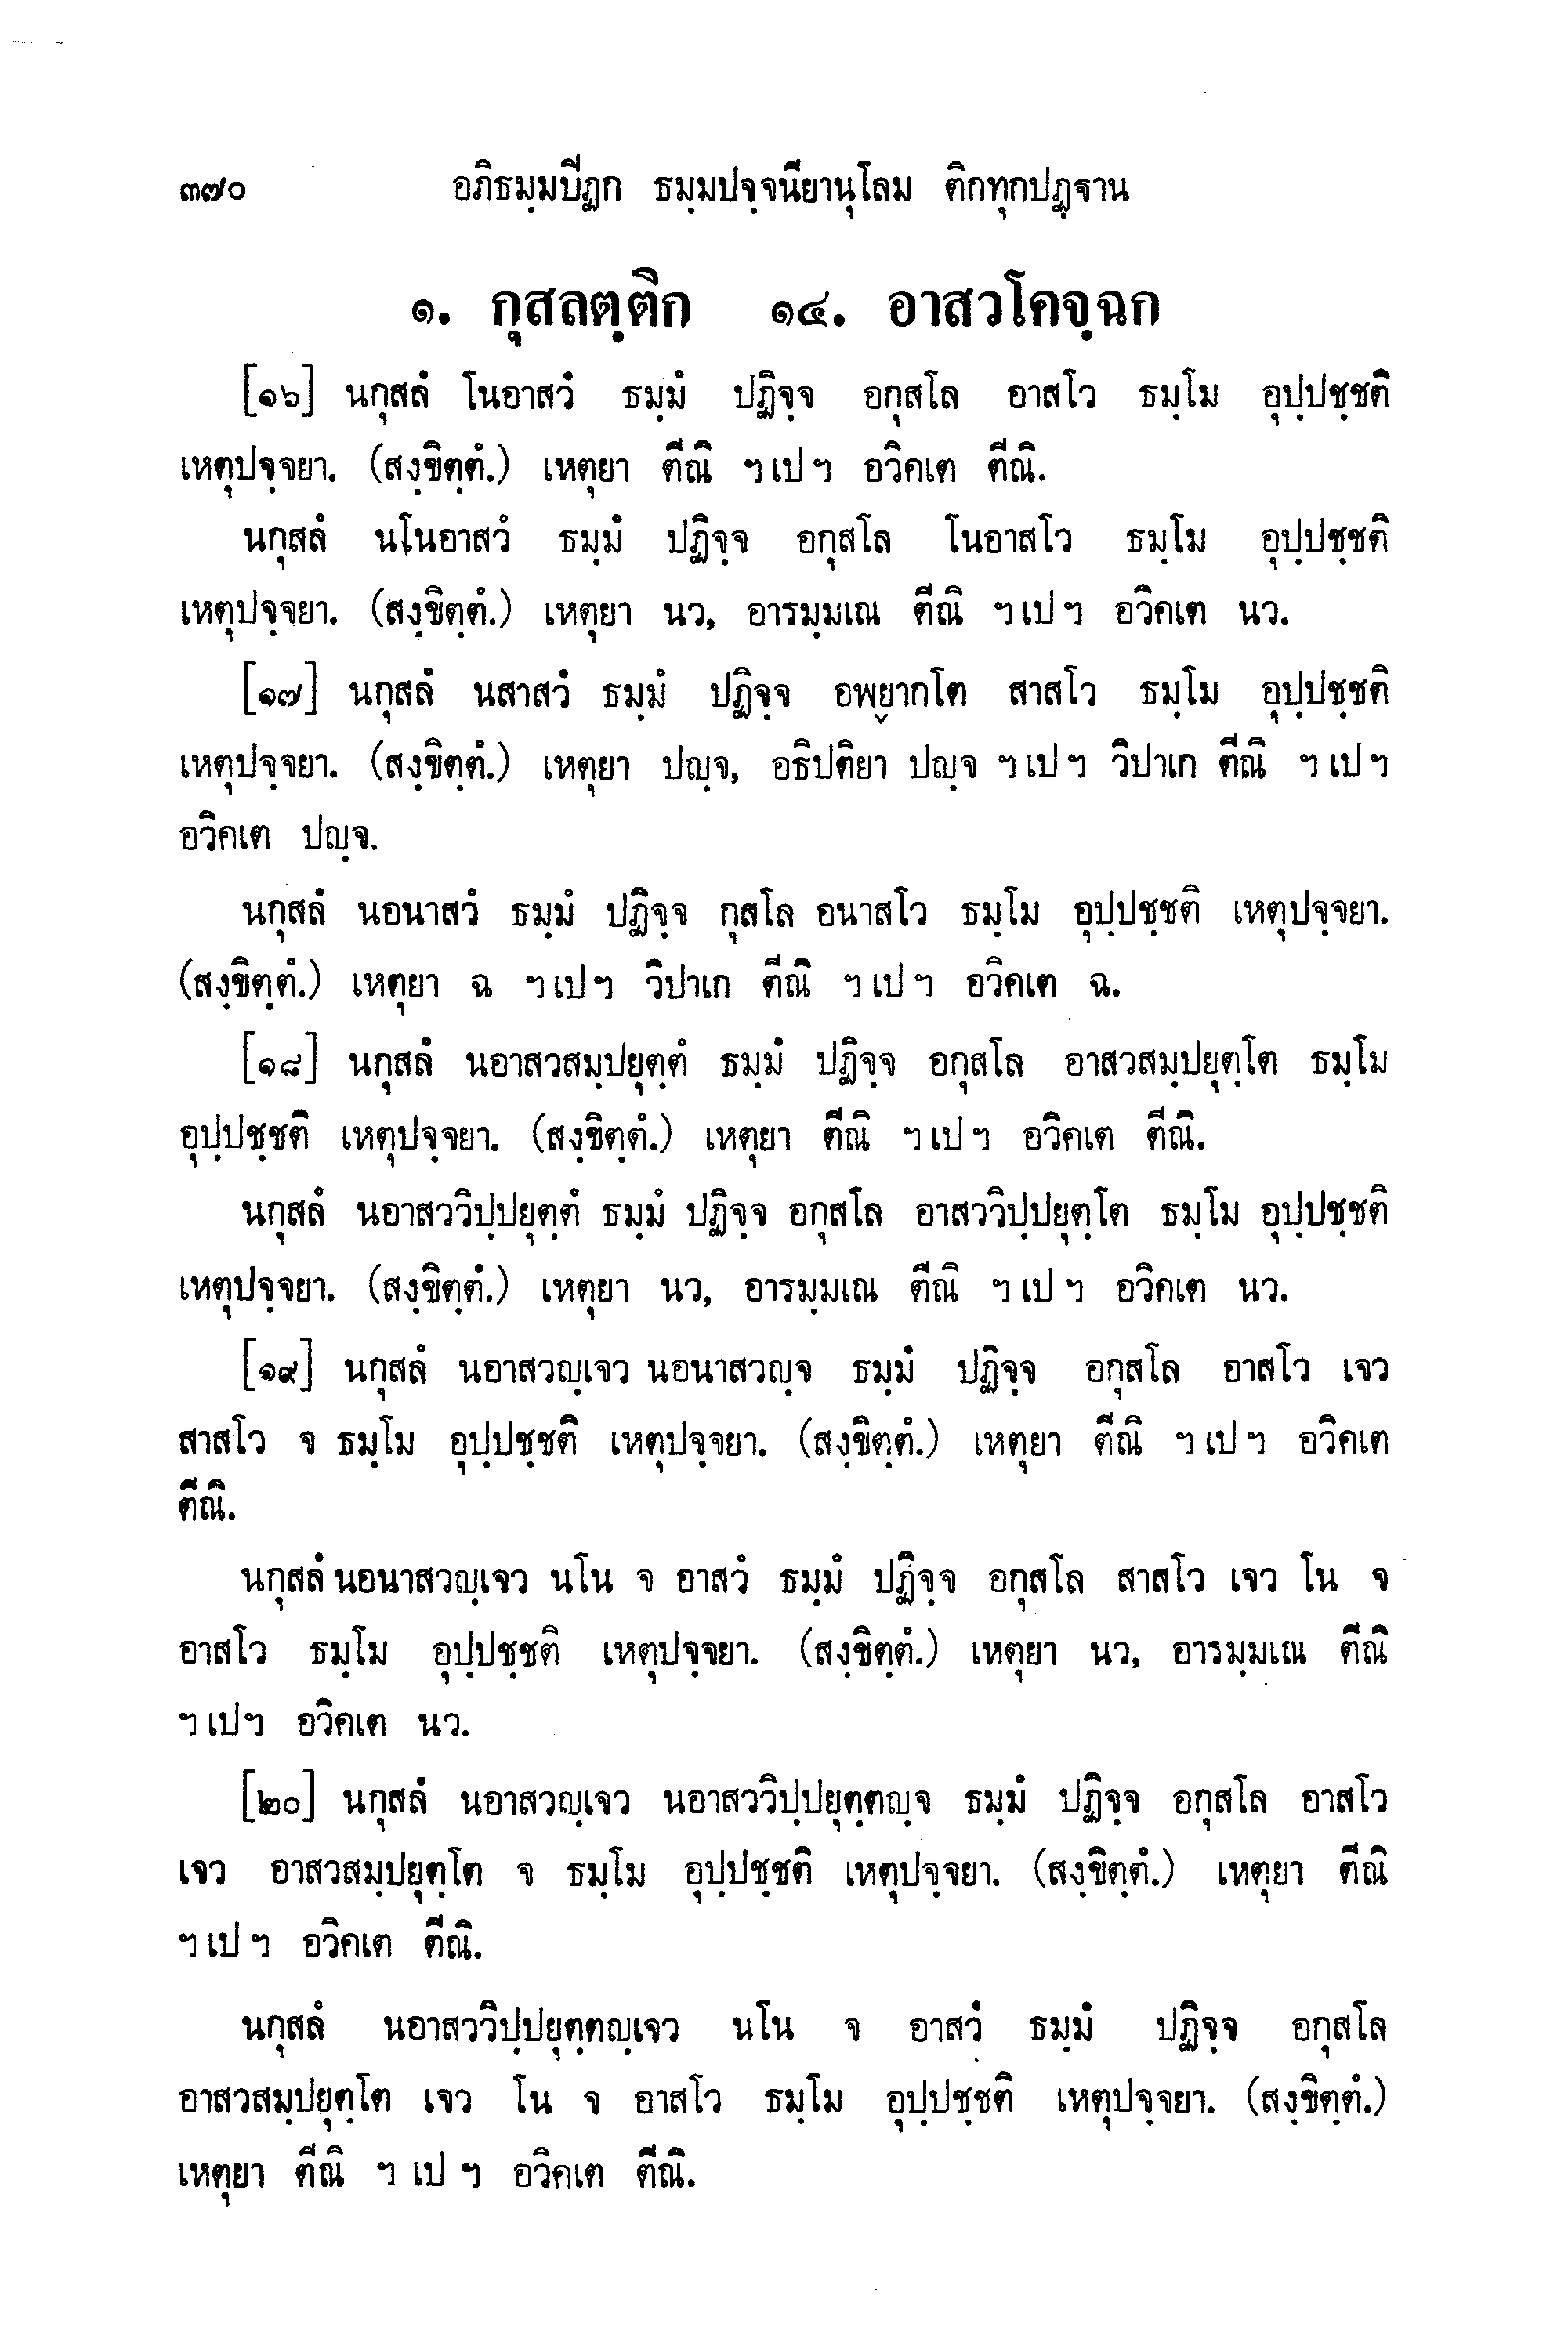 ๓๗๐ อภิธมฺมปีฏก ธมฺมปจฺจนียานุโลม ติกทุกปฏฺฐาน
๑. กุสลตฺติก ๑๔. อาสวโคจฺฉก
[๑๖] นกุสลํ โนอาสวํ ธมฺมํ ปฏิจฺจ อกุสโล อาสโว ธมฺโม อุปฺปชฺชติ
เหตุปจฺจยา. (สงฺขิตฺตํ.) เหตุยา ตีณิ ฯ เป ฯ อวิคเต ตีณิ.
นกุสลํ นโนอาสวํ ธมฺมํ ปฏิจฺจ อกุสโล โนอาสโว ธมฺโม อุปฺปชฺชติ
เหตุปจฺจยา. (สงฺขิตฺตํ.) เหตุยา นว, อารมฺมเณ ตีณิ ฯ เป ฯ อวิคเต นว.
[๑๗] นกุสลํ นสาสวํ ธมฺมํ ปฏิจฺจ อพฺยากโต สาสโว ธมฺโม อุปฺปชฺชติ
เหตุปจฺจยา. (สงฺขิตฺตํ.) เหตุยา ปญฺจ, อธิปติยา ปญฺจ ฯ เป ฯ วิปาเก ตีณิ ฯ เป ฯ
อวิคเต ปญฺจ.
นกุสลํ นอนาสวํ ธมฺมํ ปฏิจฺจ กุสโล อนาสโว ธมฺโม อุปฺปชฺชติ เหตุปจฺจยา.
(สงฺขิตฺตํ.) เหตุยา ฉ ฯ เป ฯ วิปาเก ตีณิ ฯ เป ฯ อวิคเต ฉ.
[๑๘] นกุสลํ นอาสวสมฺปยุตฺตํ ธมฺมํ ปฏิจฺจ อกุสโล อาสวสมฺปยุตฺโต ธมฺโม
อุปฺปชฺชติ เหตุปจฺจยา. (สงฺขิตฺตํ.) เหตุยา ตีณิ ฯ เป ฯ อวิคเต ตีณิ.
นกุสลํ นอาสววิปฺปยุตฺตํ ธมฺมํ ปฏิจฺจ อกุสโล อาสววิปฺปยุตฺโต ธมฺโม อุปฺปชฺชติ
เหตุปจฺจยา. (สงฺขิตฺตํ.) เหตุยา นว, อารมฺมเณ ตีณิ ฯ เป ฯ อวิคเต นว.
[๑๙] นกุสลํ นอาสวญฺเจว นอนาสวญฺจ ธมฺมํ ปฏิจฺจ อกุสโล อาสโว เจว
สาสโว จ ธมฺโม อุปฺปชฺชติ เหตุปจฺจยา. (สงฺขิตฺตํ.) เหตุยา ตีณิ ฯ เป ฯ อวิคเต
ตีณิ.
นกุสลํ นอนาสวญฺเจว นโน จ อาสวํ ธมฺมํ ปฏิจฺจ อกุสโล สาสโว เจว โน จ
อาสโว ธมฺโม อุปฺปชฺชติ เหตุปจฺจยา. (สงฺขิตฺตํ.) เหตุยา นว, อารมฺมเณ ตีณิ
ฯ เป ฯ อวิคเต นว.
[๒๐] นกุสลํ นอาสวญฺเจว นอาสววิปฺปยุตฺตญฺจ ธมฺมํ ปฏิจฺจ อกุสโล อาสโว
เจว อาสวสมฺปยุตฺโต จ ธมฺโม อุปฺปชฺชติ เหตุปจฺจยา. (สงฺขิตฺตํ.) เหตุยา ตีณิ
ฯ เป ฯ อวิคเต ตีณิ.
นกุสลํ นอาสววิปฺปยุตฺตญฺเจว นโน จ อาสวํ ธมฺมํ ปฏิจฺจ อกุสโล
อาสวสมฺปยุตฺโต เจว โน จ อาสโว ธมฺโม อุปฺปชฺชติ เหตุปจฺจยา. (สงฺขิตฺตํ.)
เหตุยา ตีณิ ฯ เป ฯ อวิคเต ตีณิ.